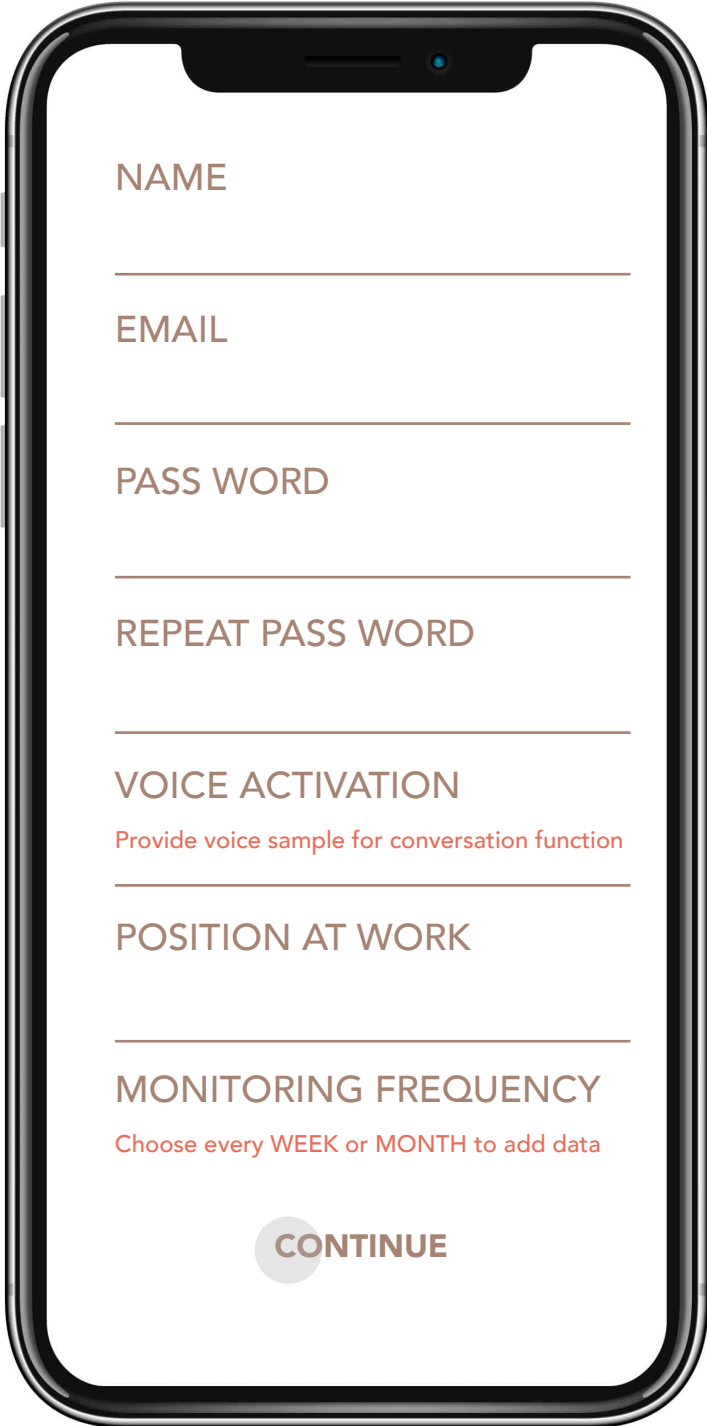 NAME
EMAIL
PASS WORD
REPEAT PASS WORD
VOICE ACTIVATION
Provide voice sample for conversation function
POSITION AT WORK
MONITORING FREQUENCY
Choose every WEEK or MONTH to add data
CONTINUE